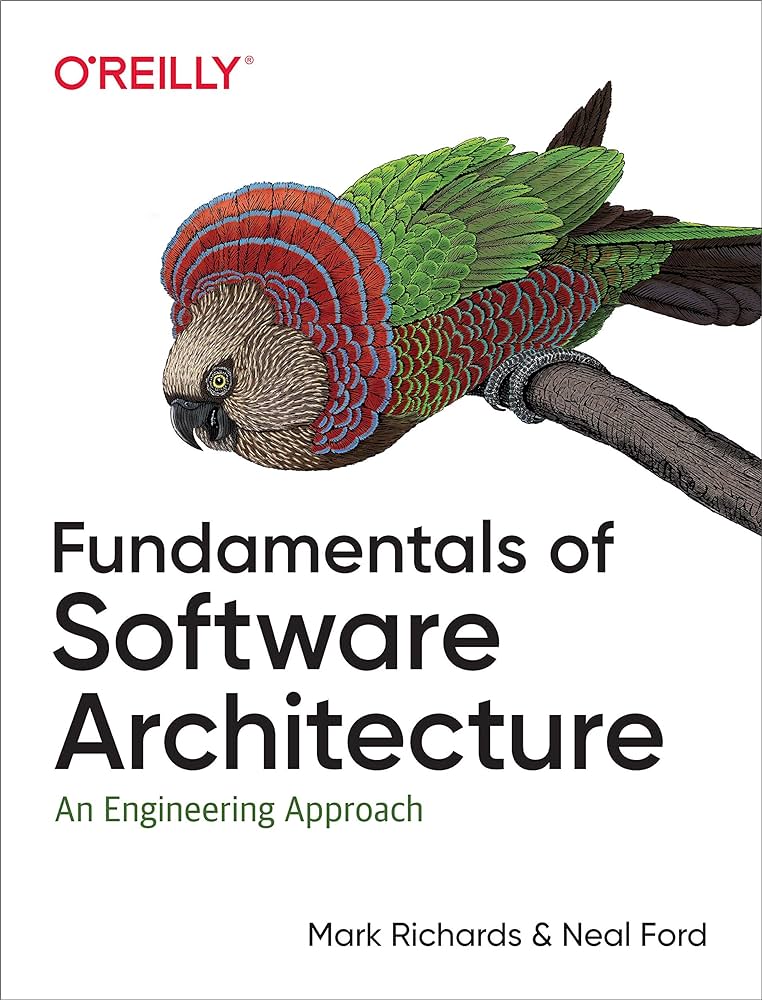 O'REILLY®
Fundamentals of
Software
Architecture
An Engineering Approach
Mark Richards & Neal Ford